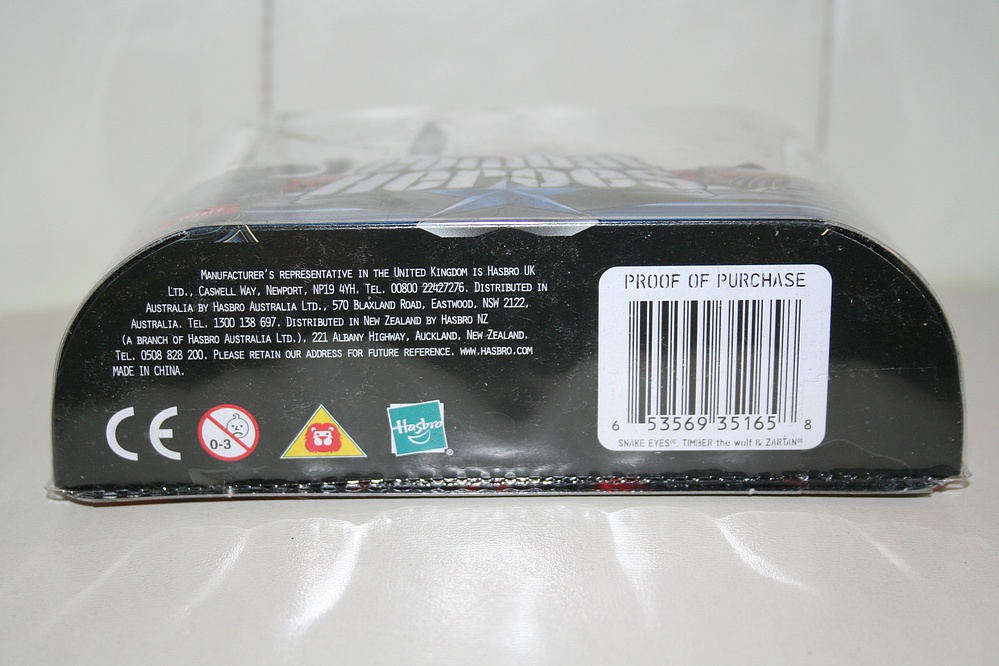 Combat
Heroes
MANUFACTURER'S REPRESENTATIVE IN THE UNITED KINGDOM IS HASBRO UK
LTD., CASWELL WAY, NEWPORT, NP19 4YH. TEL. 00800 22427276. DISTRIBUTED IN
AUSTRALIA BY HASBRO AUSTRALIA LTD., 570 BLAXLAND ROAD, EASTWOOD, NSW 2122,
AUSTRALIA. TEL. 1300 138 697. DISTRIBUTED IN NEW ZEALAND BY HASBRO NZ
(A BRANCH OF HASBRO AUSTRALIA LTD.), 221 ALBANY HIGHWAY, AUCKLAND, NEW ZEALAND.
TEL. 0508 828 200. PLEASE RETAIN OUR ADDRESS FOR FUTURE REFERENCE. WWW.HASBRO.COM
MADE IN CHINA.
CE
0-3
Hasbro®
PROOF OF PURCHASE
6 53569 35165 8
SNAKE EYES®, TIMBER the wolf & ZARTAN®